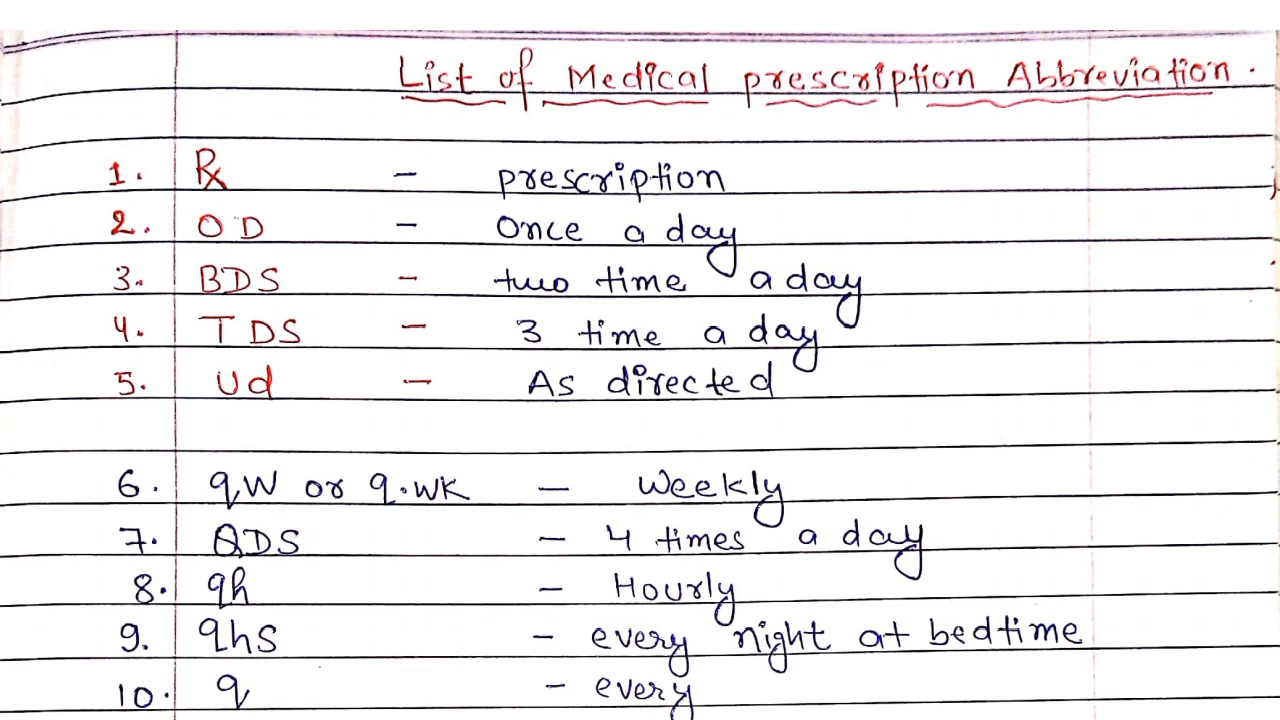 List of Medical prescription Abbreviation.
1. ℞ - prescription
2. OD - Once a day
3. BDS - two time a day
4. TDS - 3 time a day
5. Ud - As directed
6. qW or q.WK - Weekly
7. QDS - 4 times a day
8. qh - Hourly
9. qhs - every night at bedtime
10. q - every